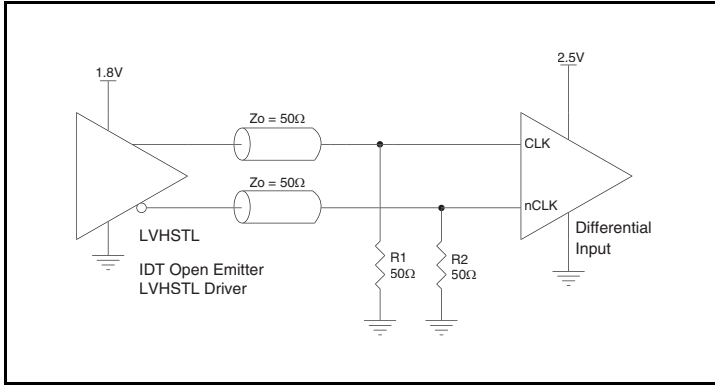 1.8V
2.5V
Zo = 50Ω
CLK
Zo = 50Ω
nCLK
LVHSTL
IDT Open Emitter
LVHSTL Driver
R1
50Ω
R2
50Ω
Differential
Input